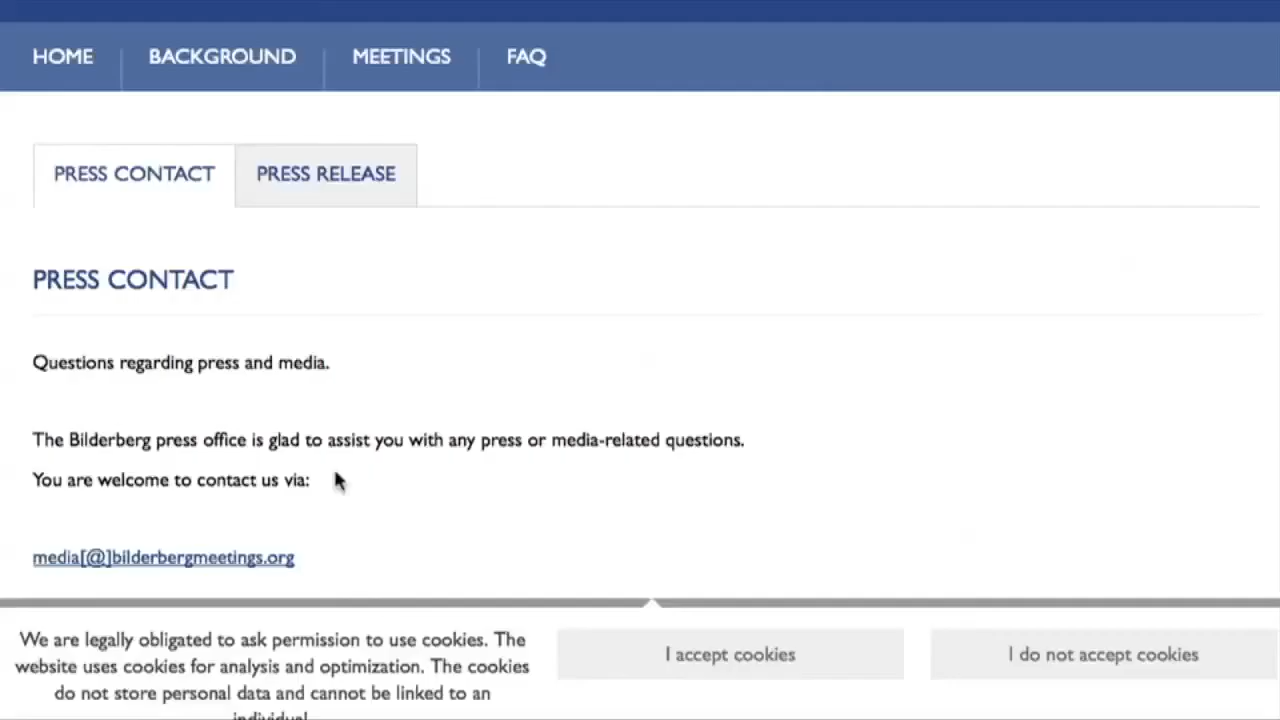 HOME
BACKGROUND
MEETINGS
FAQ
PRESS CONTACT
PRESS RELEASE
PRESS CONTACT
Questions regarding press and media.
The Bilderberg press office is glad to assist you with any press or media-related questions.
You are welcome to contact us via:
media[@]bilderbergmeetings.org
We are legally obligated to ask permission to use cookies. The
website uses cookies for analysis and optimization. The cookies
do not store personal data and cannot be linked to an
individual.
I accept cookies
I do not accept cookies